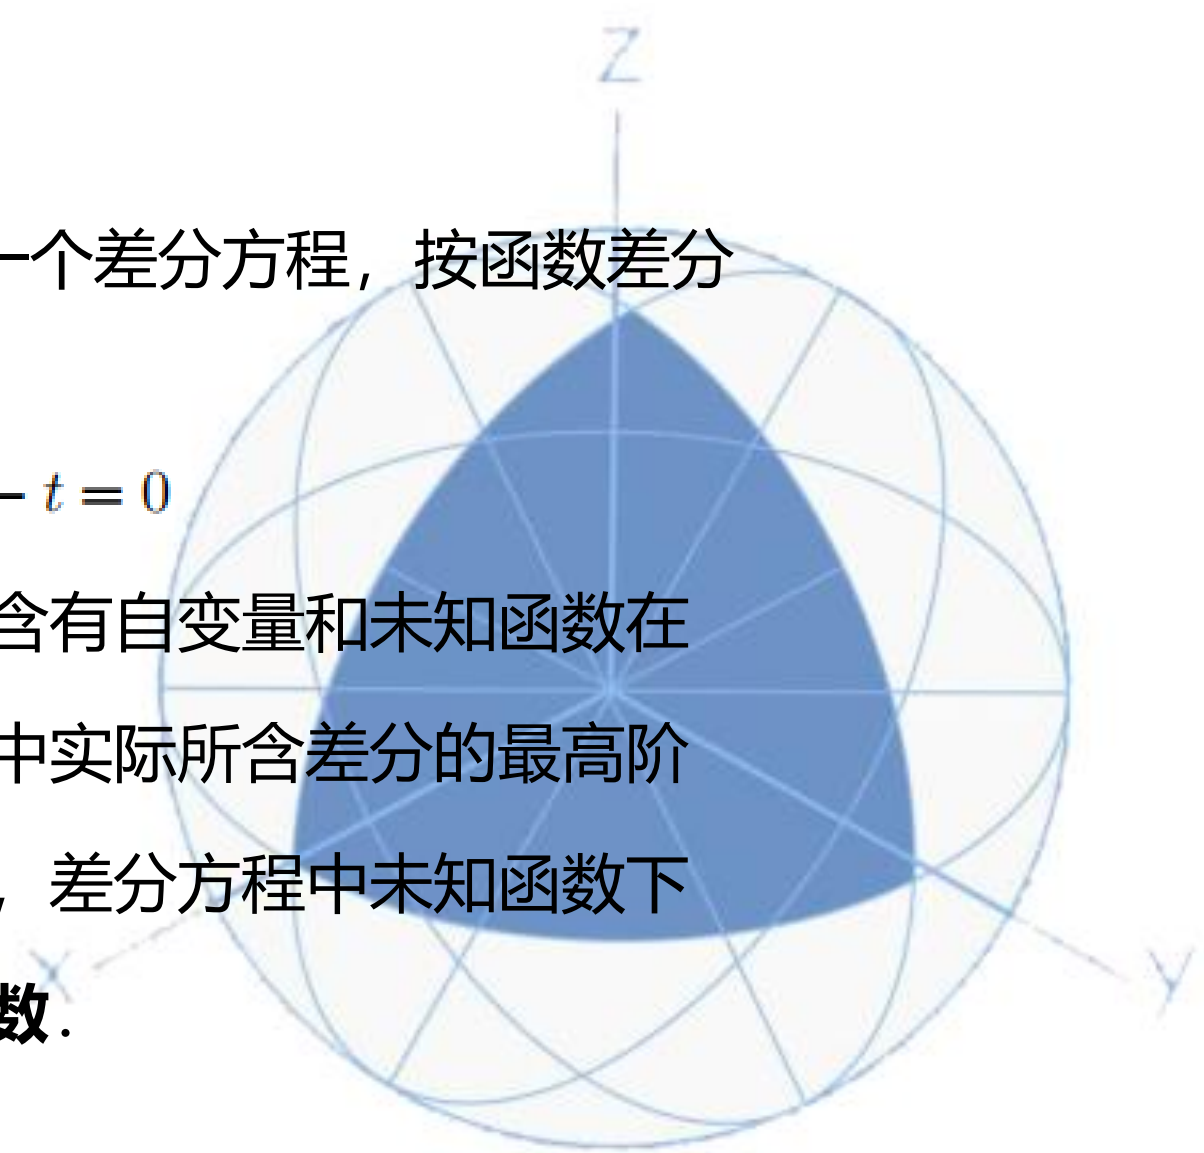 Z
一个差分方程，按函数差分
– t = 0
含有自变量和未知函数在
中实际所含差分的最高阶
，差分方程中未知函数下
X
y
数.